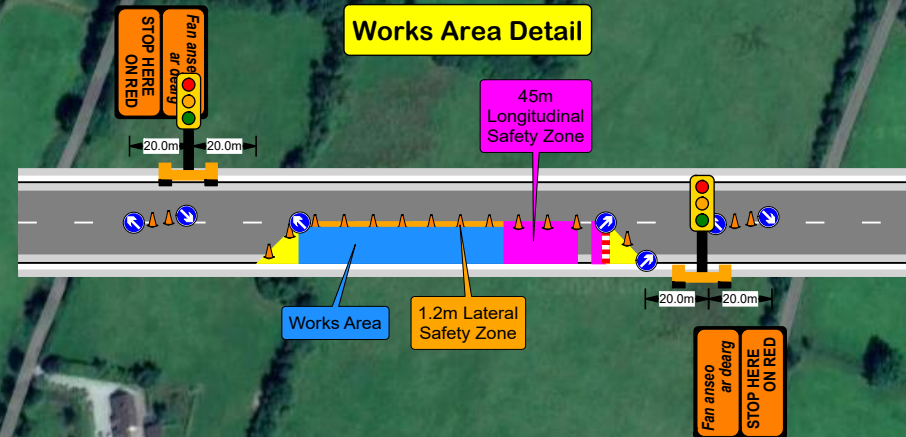 Works Area Detail
Fan anseo
ar dearg
STOP HERE
ON RED
45m
Longitudinal
Safety Zone
20.0m
20.0m
Works Area
1.2m Lateral
Safety Zone
20.0m
20.0m
Fan anseo
ar dearg
STOP HERE
ON RED